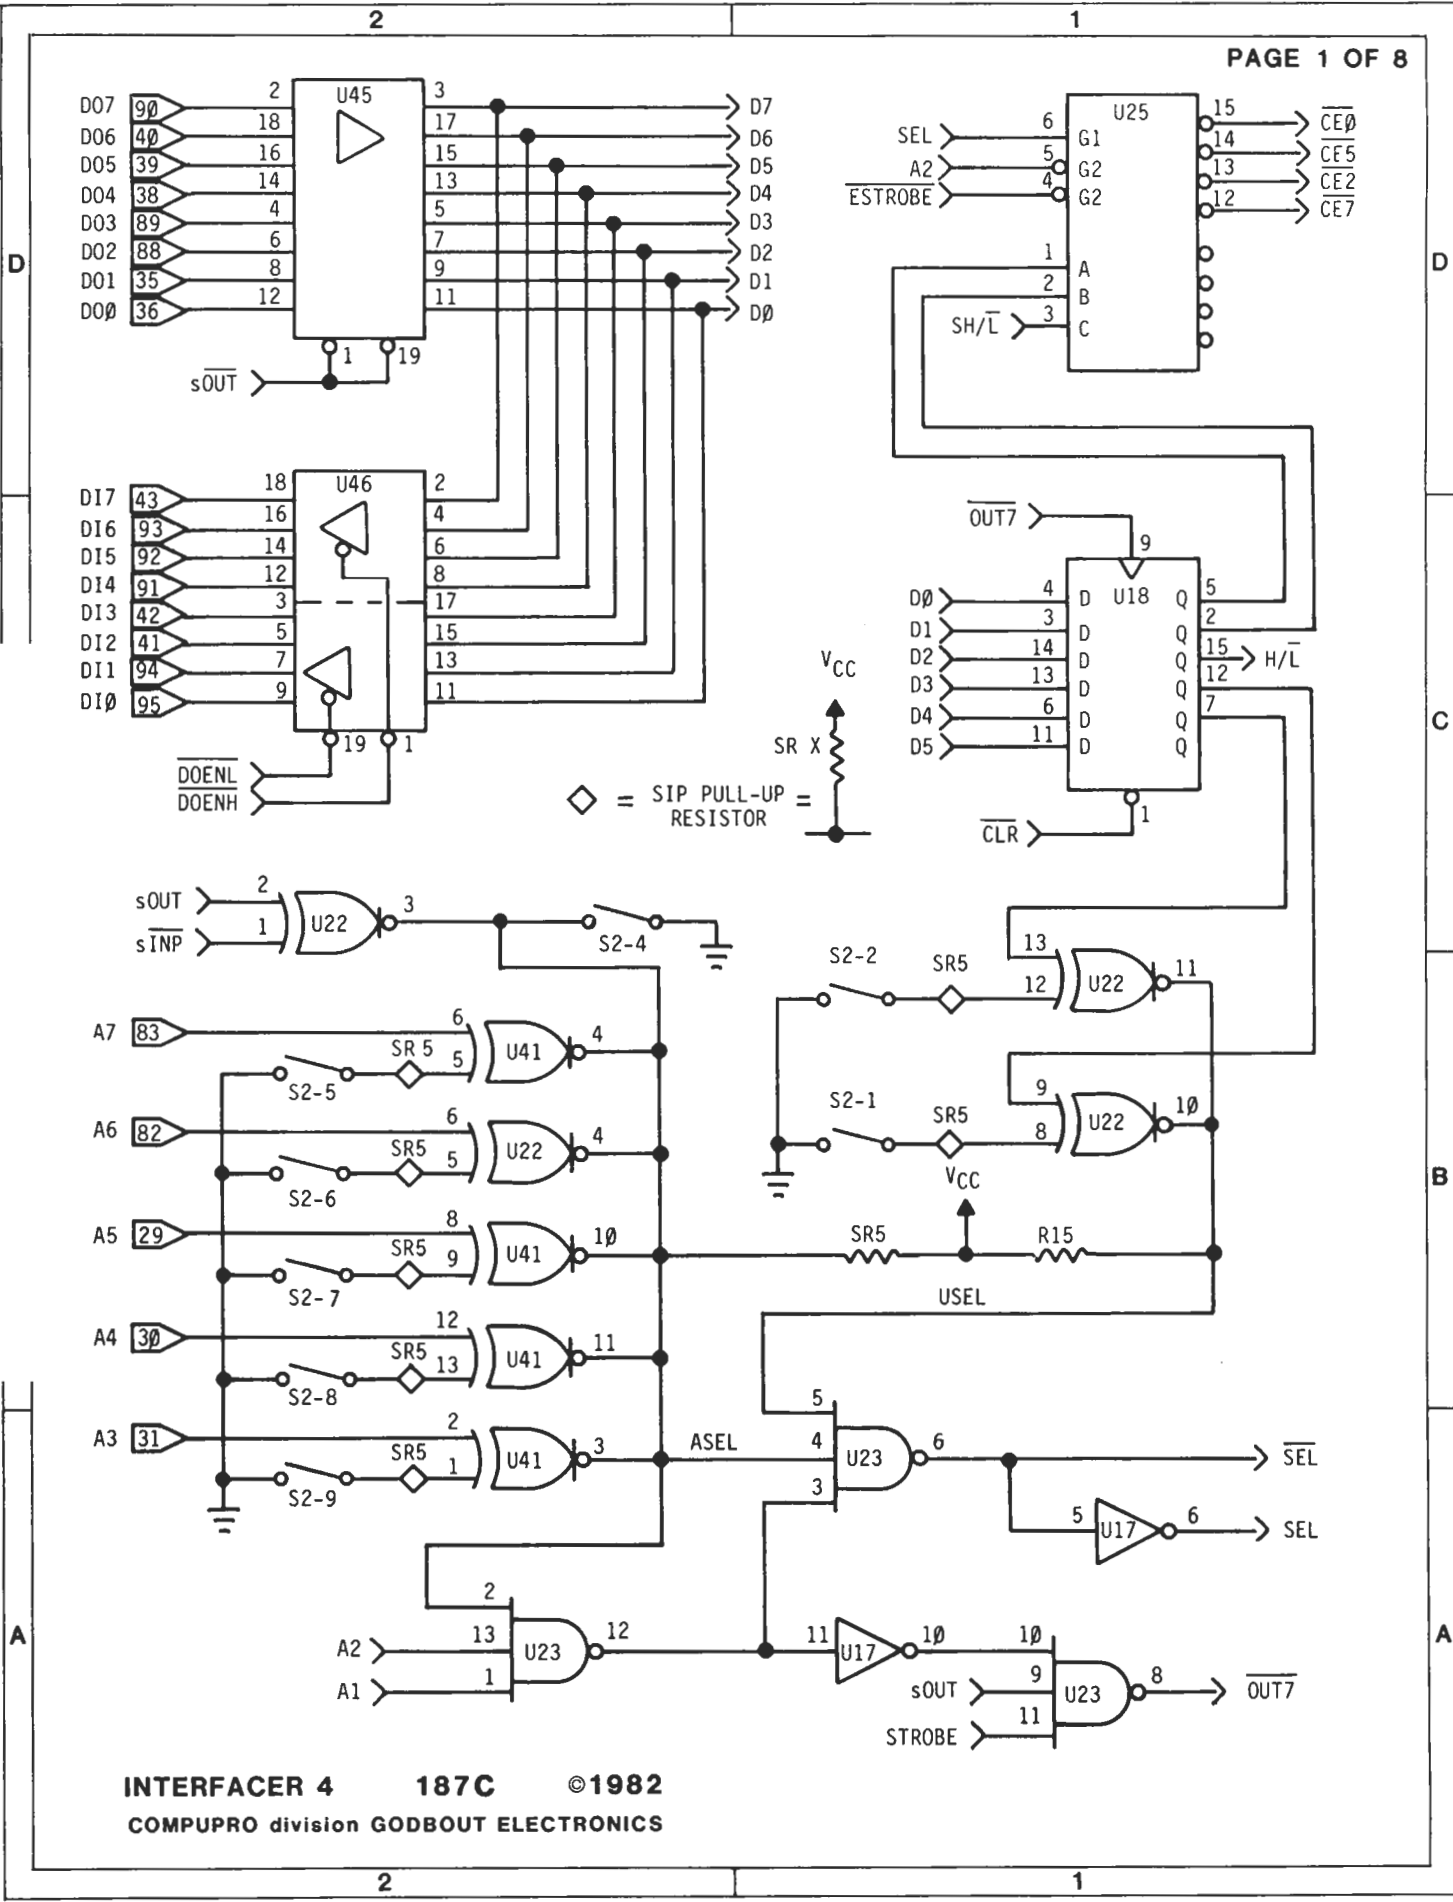 2 1
PAGE 1 OF 8
D D
C
B
A A
DO7 90 2 U45 3 D7
DO6 40 18 17 D6
DO5 39 16 15 D5
DO4 38 14 13 D4
DO3 89 4 5 D3
DO2 88 6 7 D2
DO1 35 8 9 D1
DOØ 36 12 11 DØ
1 19
sOUT
U25
SEL 6 G1 15 CEØ
A2 5 G2 14 CE5
ESTROBE 4 G2 13 CE2
12 CE7
1 A
2 B
SH/L 3 C
DI7 43 18 U46 2
DI6 93 16 4
DI5 92 14 6
DI4 91 12 8
DI3 42 3 17
DI2 41 5 15
DI1 94 7 13
DIØ 95 9 11
19 1
DOENL
DOENH
OUT7 9
DØ 4 D U18 Q 5
D1 3 D Q 2
D2 14 D Q 15 H/L
D3 13 D Q 12
D4 6 D Q 7
D5 11 D Q
CLR 1
VCC
SR X
= SIP PULL-UP =
RESISTOR
sOUT 2
sINP 1
U22 3
S2-4
A7 83 6 U41 4
SR 5 5
S2-5
A6 82 6 U22 4
SR5 5
S2-6
A5 29 8 U41 1Ø
SR5 9
S2-7
A4 3Ø 12 U41 11
SR5 13
S2-8
A3 31 2 U41 3
SR5 1
S2-9
S2-2 SR5 13 12 U22 11
S2-1 SR5 9 8 U22 1Ø
VCC
SR5 R15
USEL
ASEL
5
4 U23 6 SEL
3
5 U17 6 SEL
2
A2 13 U23 12
A1 1
11 U17 1Ø 1Ø
sOUT 9 U23 8 OUT7
STROBE 11
INTERFACER 4 187C ©1982
COMPUPRO division GODBOUT ELECTRONICS
2 1